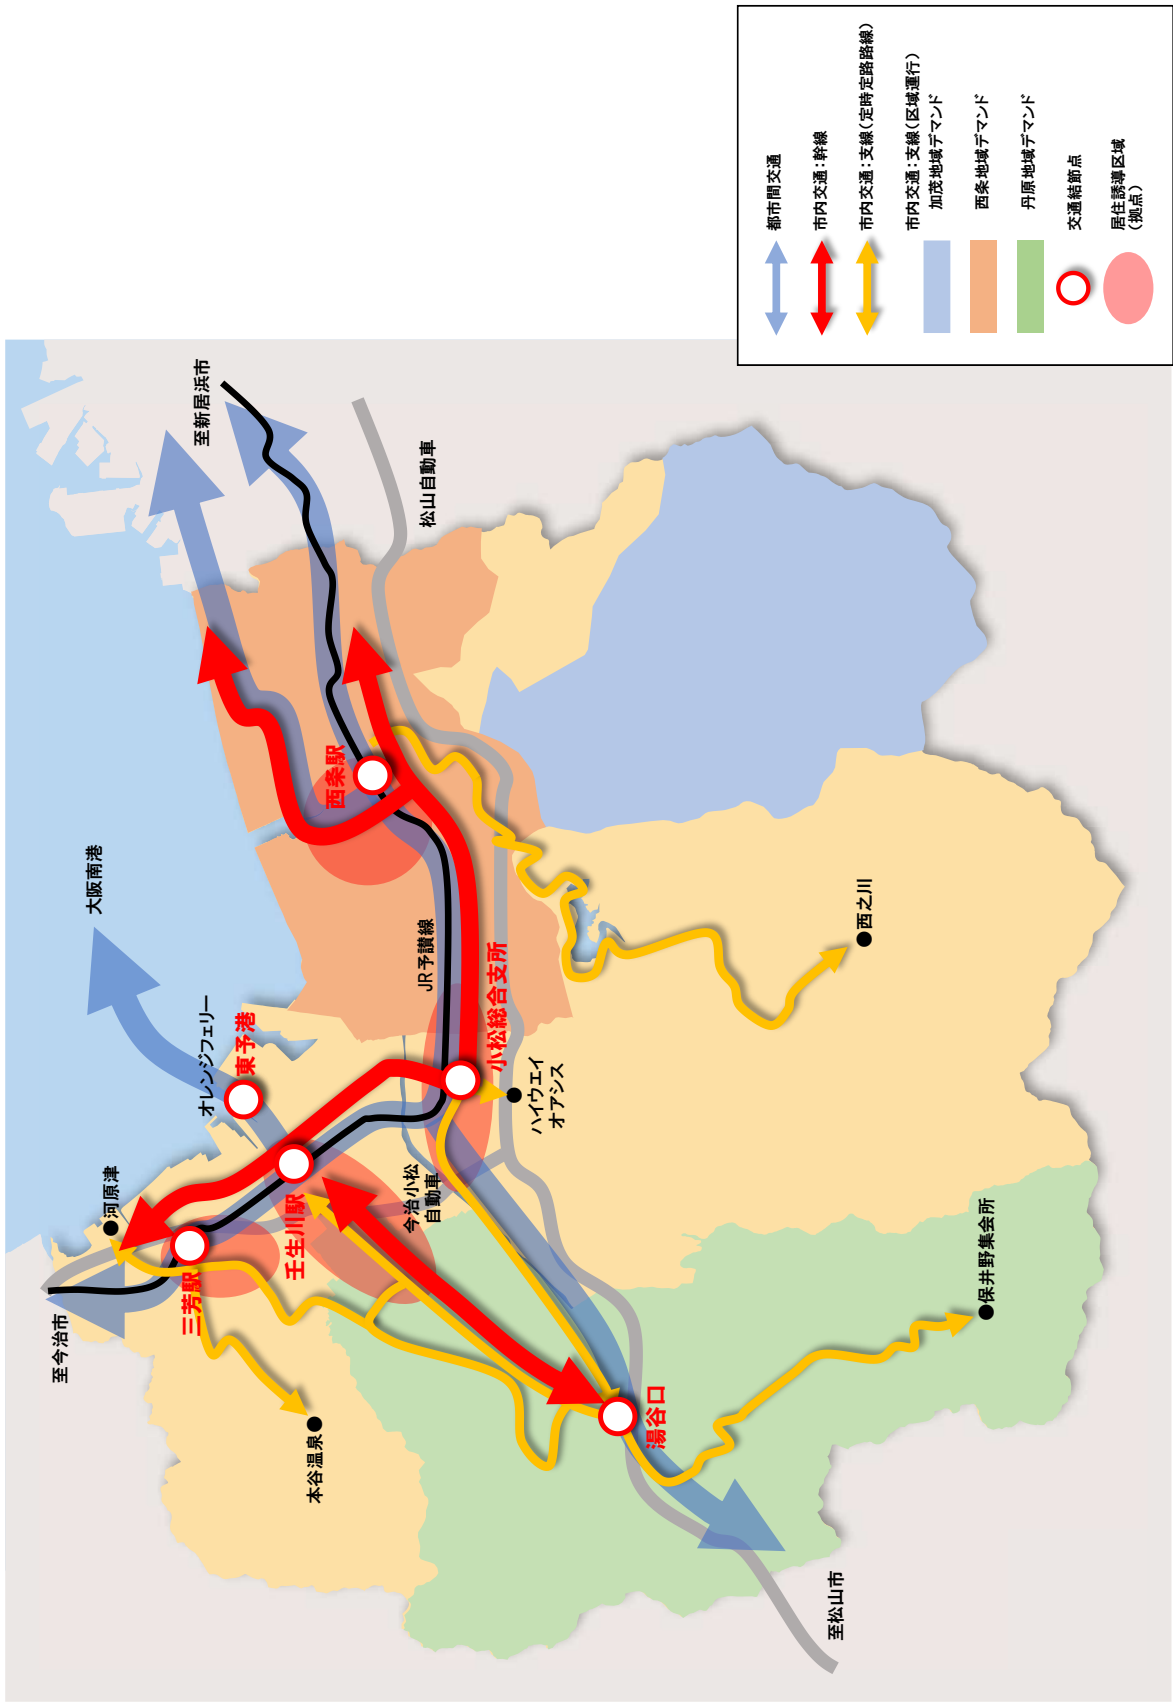 至今治市
河原津
三芳駅
壬生川駅
本谷温泉
オレンジフェリー
東予港
大阪南港
今治小松
自動車
JR予讃線
小松総合支所
ハイウエイ
オアシス
西条駅
至新居浜市
松山自動車
湯谷口
保井野集会所
西之川
至松山市
都市間交通
市内交通：幹線
市内交通：支線（定時定路路線）
市内交通：支線（区域運行）
加茂地域デマンド
西条地域デマンド
丹原地域デマンド
交通結節点
居住誘導区域
（拠点）